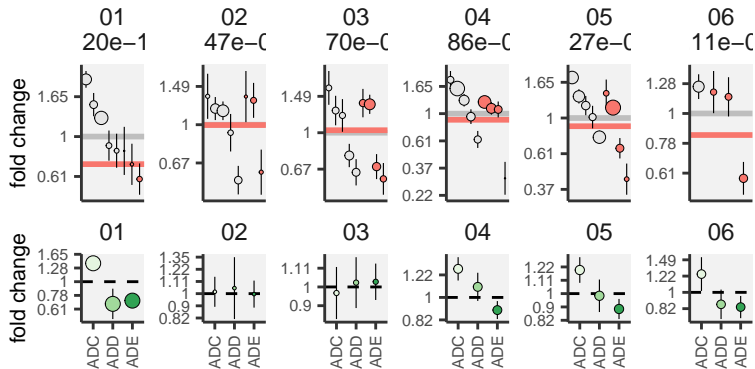 01 02 03 04 05 06
20e−1 47e−0 70e−0 86e−0 27e−0 11e−0
fold change
1.65 1 0.61
1.49 1 0.67
1.49 1 0.67
1.65 1 0.61 0.37 0.22
1.65 1 0.61 0.37
1.28 1 0.78 0.61
01 02 03 04 05 06
fold change
1.65 1.28 1 0.78 0.61
1.35 1.22 1.11 1 0.9 0.82
1.11 1 0.9
1.22 1 0.82
1.22 1.11 1 0.9 0.82
1.49 1.22 1 0.82
ADC ADD ADE ADC ADD ADE ADC ADD ADE ADC ADD ADE ADC ADD ADE ADC ADD ADE